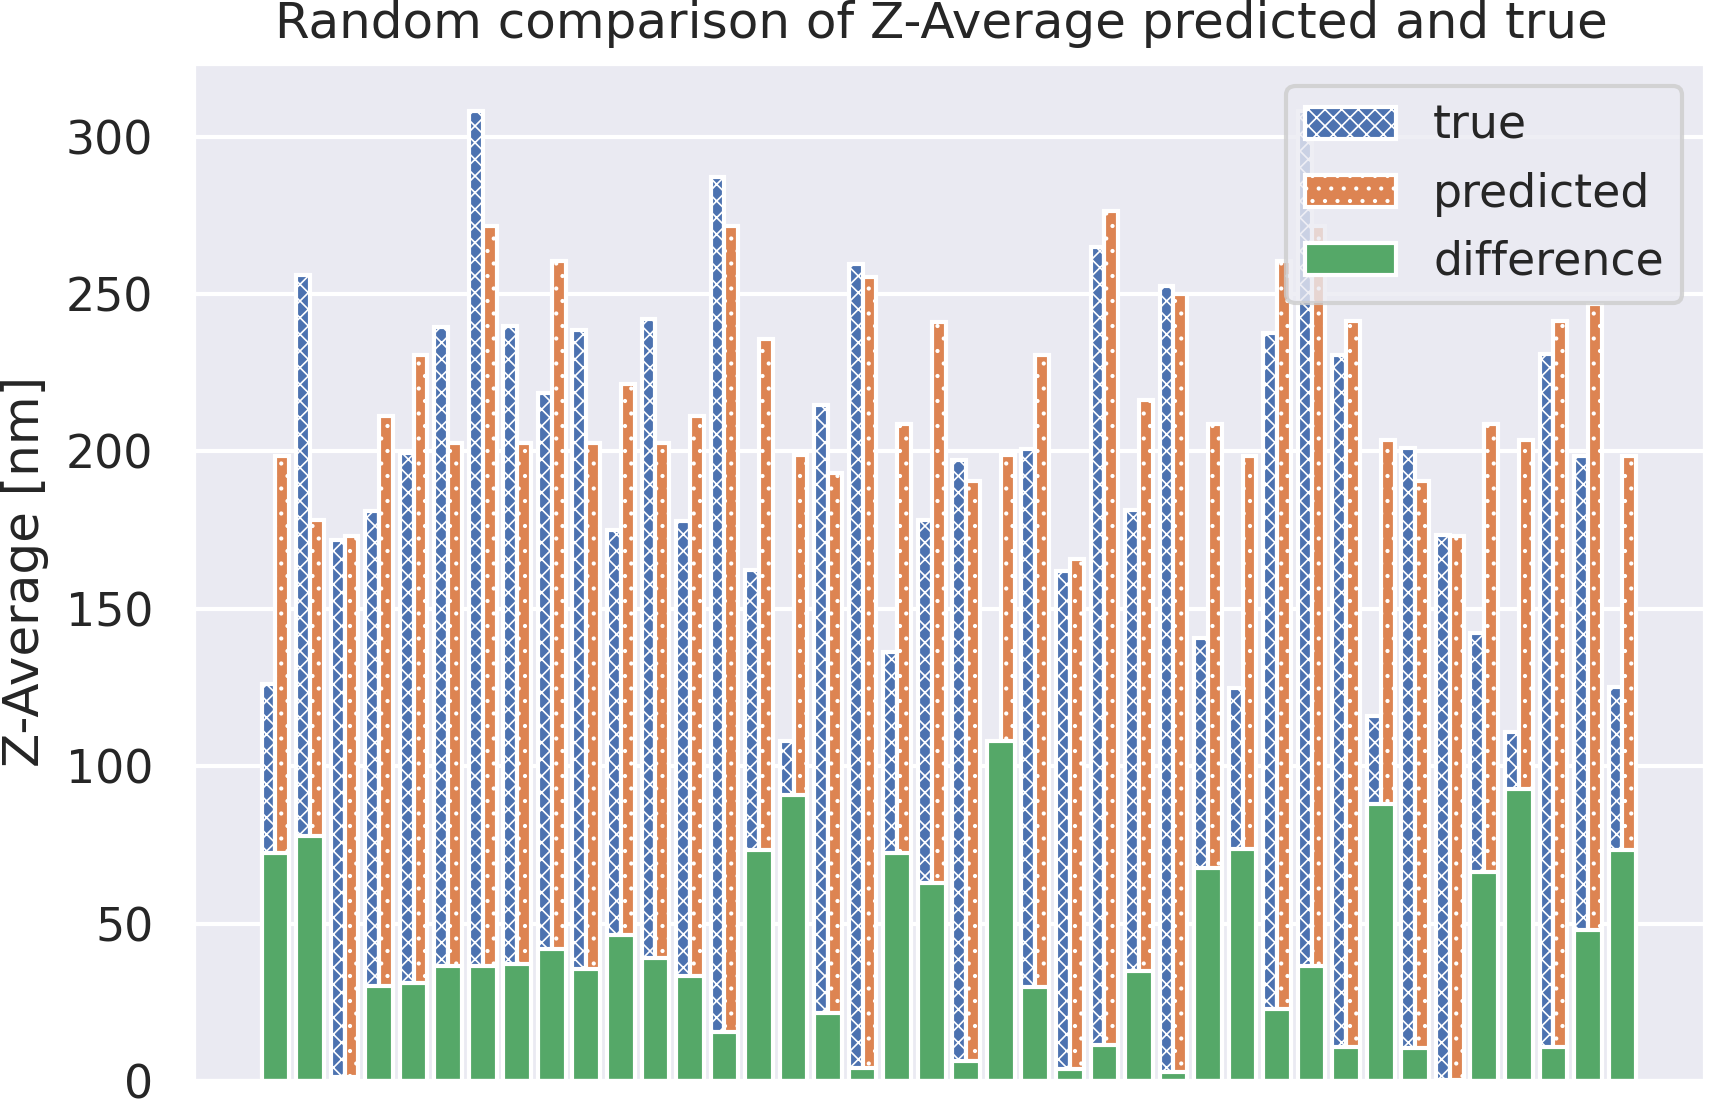 Random comparison of Z-Average predicted and true
Z-Average [nm]
300
250
200
150
100
50
0
true
predicted
difference